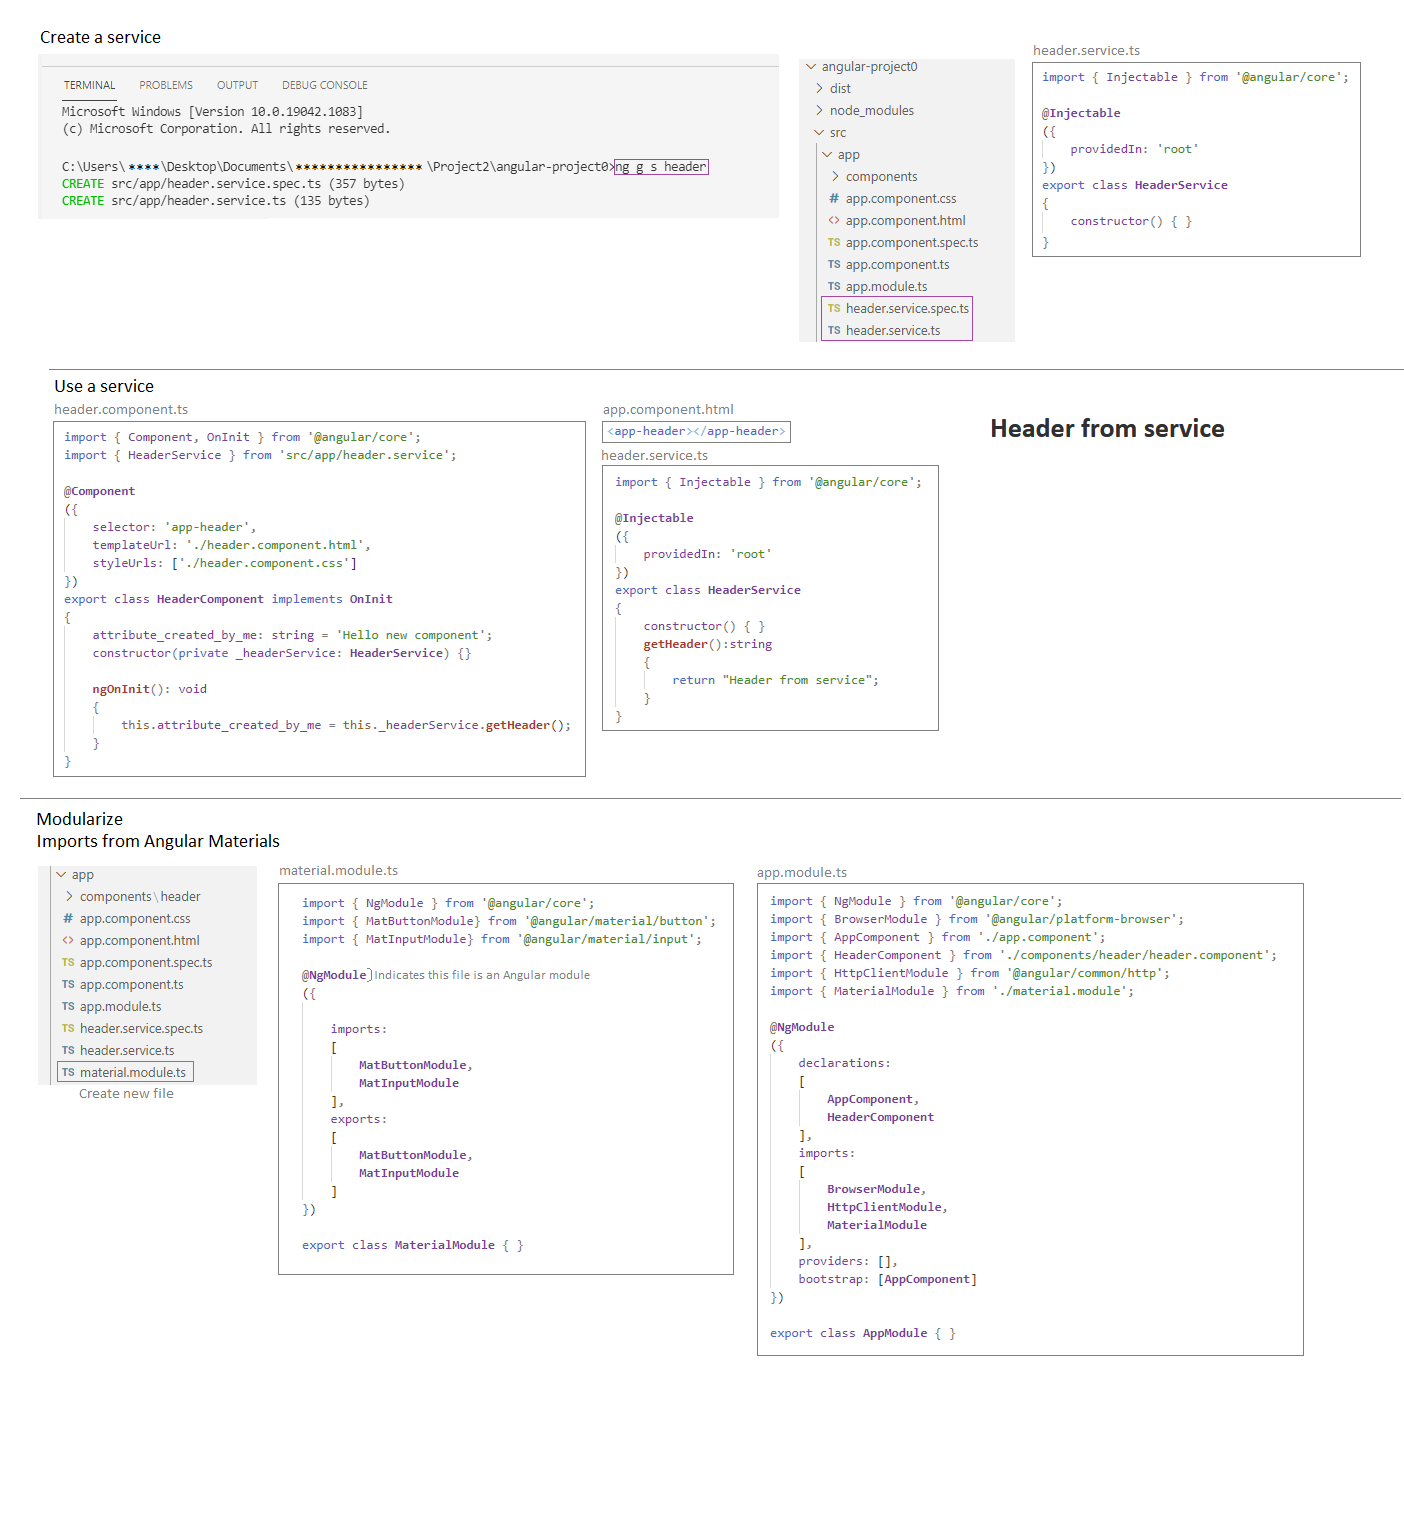 Create a service
TERMINAL PROBLEMS OUTPUT DEBUG CONSOLE
Microsoft Windows [Version 10.0.19042.1083]
(c) Microsoft Corporation. All rights reserved.
C:\Users\****\Desktop\Documents\****************\Project2\angular-project0>ng g s header
CREATE src/app/header.service.spec.ts (357 bytes)
CREATE src/app/header.service.ts (135 bytes)
angular-project0
dist
node_modules
src
app
components
# app.component.css
<> app.component.html
TS app.component.spec.ts
TS app.component.ts
TS app.module.ts
TS header.service.spec.ts
TS header.service.ts
header.service.ts
import { Injectable } from '@angular/core';
@Injectable
({
providedIn: 'root'
})
export class HeaderService
{
constructor() { }
}
Use a service
header.component.ts
import { Component, OnInit } from '@angular/core';
import { HeaderService } from 'src/app/header.service';
@Component
({
selector: 'app-header',
templateUrl: './header.component.html',
styleUrls: ['./header.component.css']
})
export class HeaderComponent implements OnInit
{
attribute_created_by_me: string = 'Hello new component';
constructor(private _headerService: HeaderService) {}
ngOnInit(): void
{
this.attribute_created_by_me = this._headerService.getHeader();
}
}
app.component.html
<app-header></app-header>
header.service.ts
import { Injectable } from '@angular/core';
@Injectable
({
providedIn: 'root'
})
export class HeaderService
{
constructor() { }
getHeader():string
{
return "Header from service";
}
}
Header from service
Modularize
Imports from Angular Materials
app
components\header
# app.component.css
<> app.component.html
TS app.component.spec.ts
TS app.component.ts
TS app.module.ts
TS header.service.spec.ts
TS header.service.ts
TS material.module.ts
Create new file
material.module.ts
import { NgModule } from '@angular/core';
import { MatButtonModule} from '@angular/material/button';
import { MatInputModule} from '@angular/material/input';
@NgModule Indicates this file is an Angular module
({
imports:
[
MatButtonModule,
MatInputModule
],
exports:
[
MatButtonModule,
MatInputModule
]
})
export class MaterialModule { }
app.module.ts
import { NgModule } from '@angular/core';
import { BrowserModule } from '@angular/platform-browser';
import { AppComponent } from './app.component';
import { HeaderComponent } from './components/header/header.component';
import { HttpClientModule } from '@angular/common/http';
import { MaterialModule } from './material.module';
@NgModule
({
declarations:
[
AppComponent,
HeaderComponent
],
imports:
[
BrowserModule,
HttpClientModule,
MaterialModule
],
providers: [],
bootstrap: [AppComponent]
})
export class AppModule { }